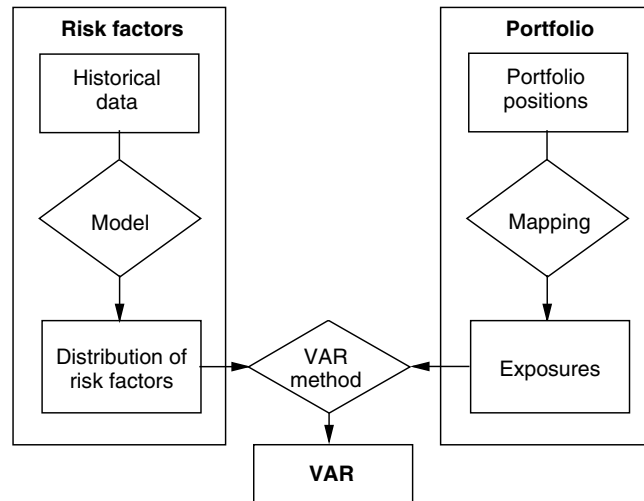 Risk factors
Historical
data
Model
Distribution of
risk factors
Portfolio
Portfolio
positions
Mapping
Exposures
VAR
method
VAR